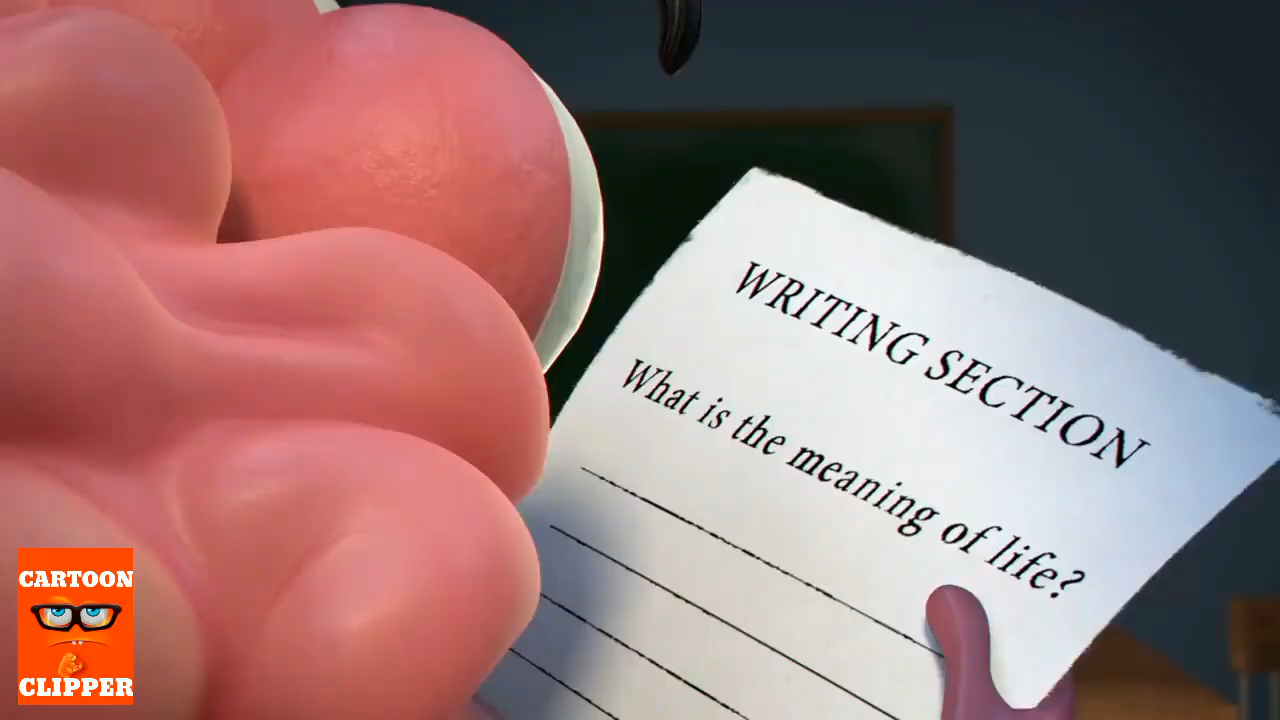 WRITING SECTION
What is the meaning of life?
CARTOON
CLIPPER